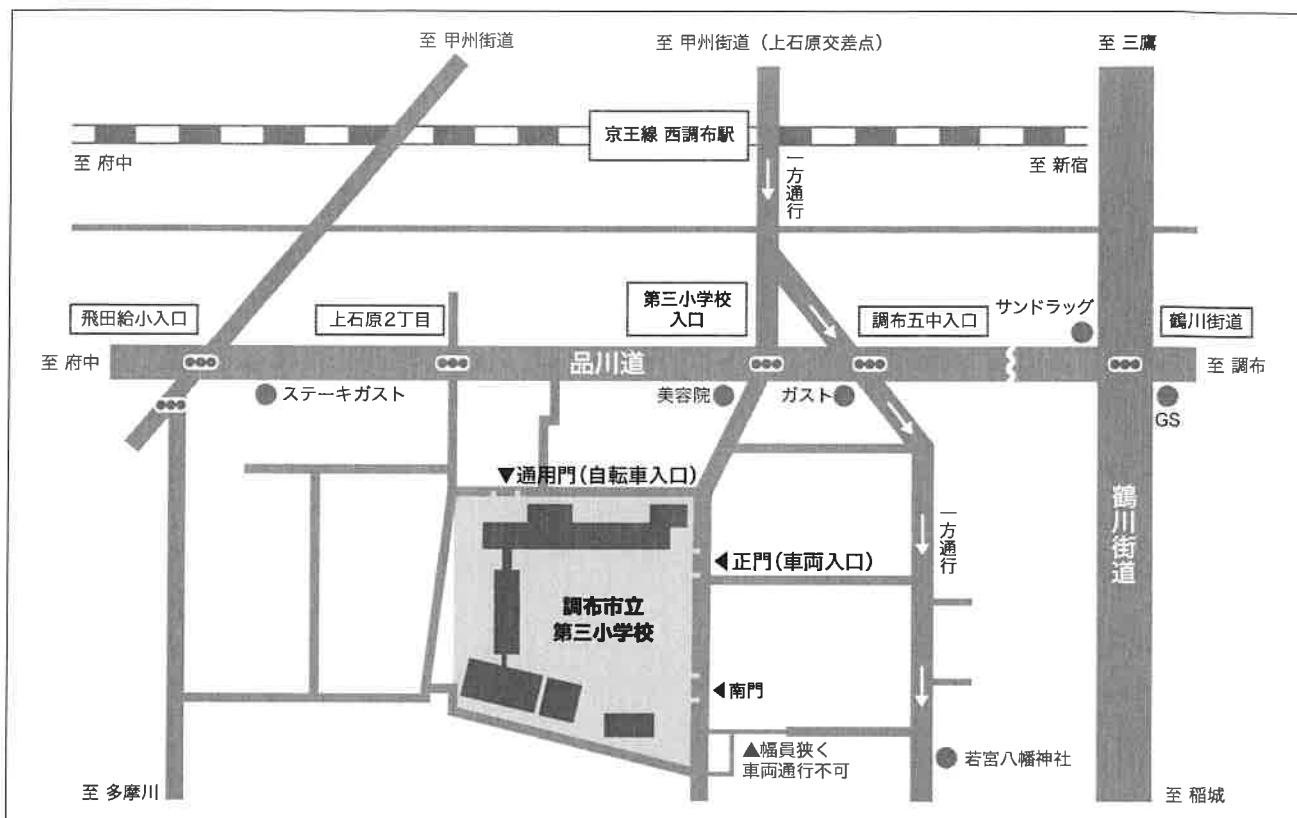 至 甲州街道
至 甲州街道（上石原交差点）
至 三鷹
京王線 西調布駅
至 府中
至 新宿
一方通行
飛田給小入口
上石原2丁目
第三小学校
入口
調布五中入口
サンドラッグ
鶴川街道
至 府中
品川道
至 調布
ステーキガスト
美容院
ガスト
GS
▼通用門(自転車入口)
一方通行
鶴川街道
◀正門(車両入口)
調布市立
第三小学校
◀南門
▲幅員狭く
車両通行不可
若宮八幡神社
至 多摩川
至 稲城